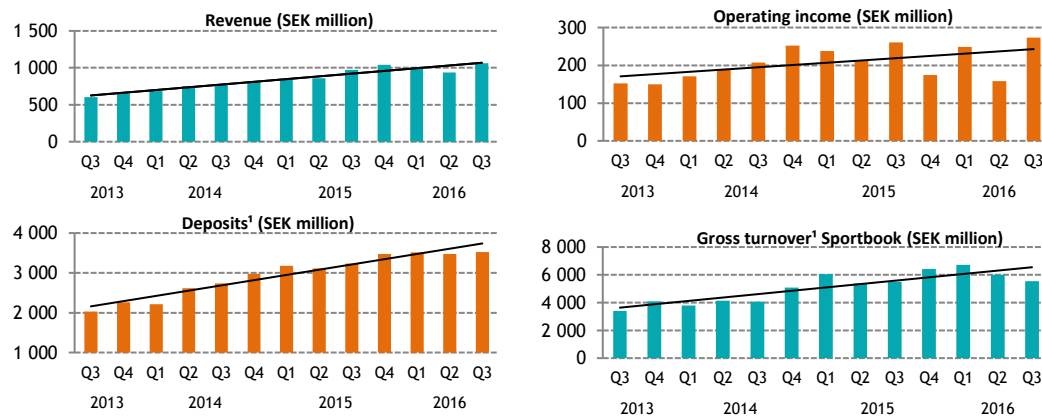 Revenue (SEK million)
1 500
1 000
500
0
Q3 Q4 Q1 Q2 Q3 Q4 Q1 Q2 Q3 Q4 Q1 Q2 Q3
2013 2014 2015 2016
Operating income (SEK million)
300
200
100
0
Q3 Q4 Q1 Q2 Q3 Q4 Q1 Q2 Q3 Q4 Q1 Q2 Q3
2013 2014 2015 2016
Deposits¹ (SEK million)
4 000
3 000
2 000
1 000
Q3 Q4 Q1 Q2 Q3 Q4 Q1 Q2 Q3 Q4 Q1 Q2 Q3
2013 2014 2015 2016
Gross turnover¹ Sportbook (SEK million)
8 000
6 000
4 000
2 000
0
Q3 Q4 Q1 Q2 Q3 Q4 Q1 Q2 Q3 Q4 Q1 Q2 Q3
2013 2014 2015 2016